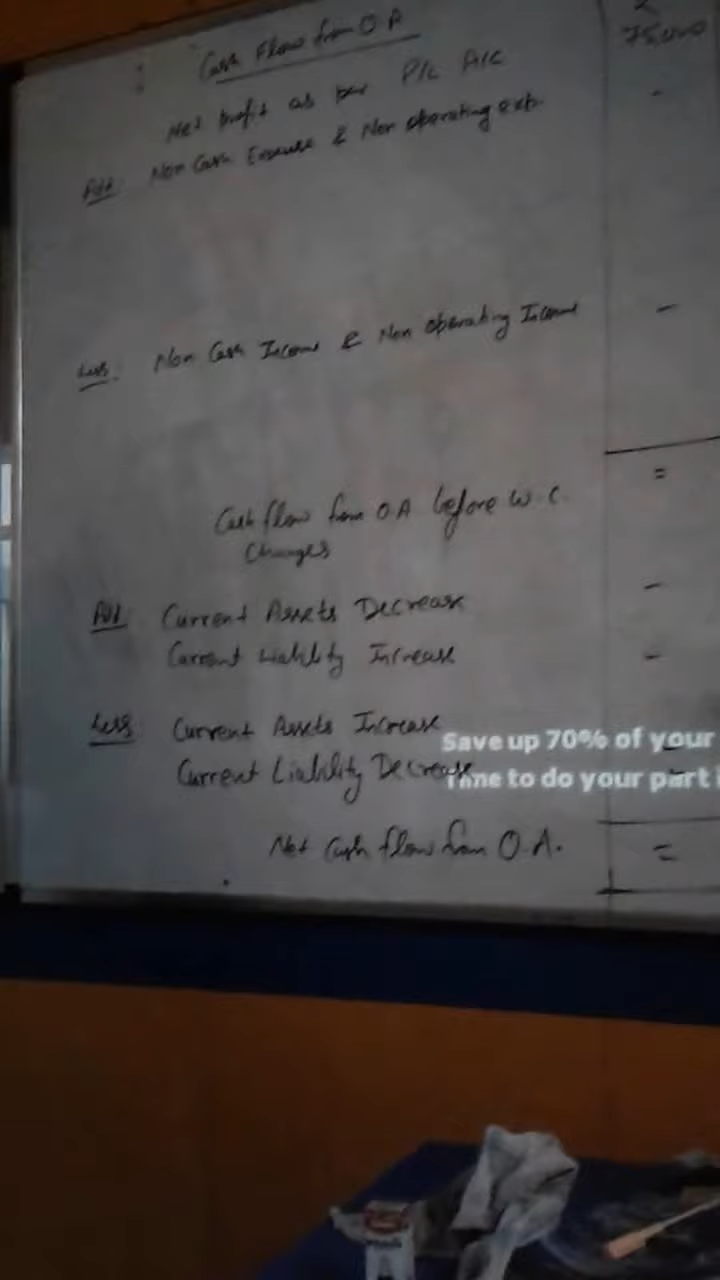 Cash Flow from O A
75000
Net profit as per P/L A/c
Add: Non Cash Expense & Non operating exp.
Less: Non Cash Income & Non operating Income
Cash flow from O.A before W.C.
Changes
Add Current Assets Decrease
Current Liability Increase
Less Current Assets Increase
Current Liability Decrease
Save up 70% of your
Time to do your part
Net Cash flow from O.A.